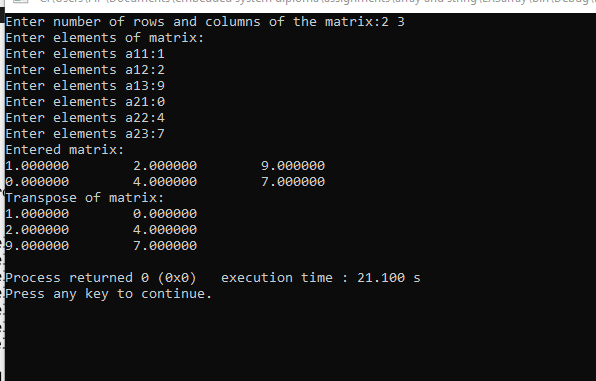 Enter number of rows and columns of the matrix:2 3
Enter elements of matrix:
Enter elements a11:1
Enter elements a12:2
Enter elements a13:9
Enter elements a21:0
Enter elements a22:4
Enter elements a23:7
Entered matrix:
1.000000 2.000000 9.000000
0.000000 4.000000 7.000000
Transpose of matrix:
1.000000 0.000000
2.000000 4.000000
9.000000 7.000000
Process returned 0 (0x0) execution time : 21.100 s
Press any key to continue.